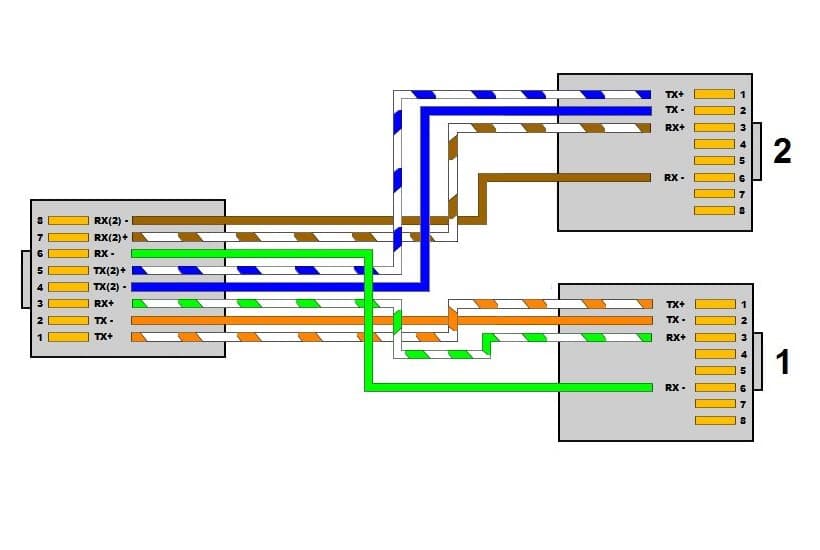 TX+ 1
TX - 2
RX+ 3
4
5
RX - 6
7
8
2
8 RX(2) -
7 RX(2)+
6 RX -
5 TX(2)+
4 TX(2) -
3 RX+
2 TX -
1 TX+
TX+ 1
TX - 2
RX+ 3
4
5
RX - 6
7
8
1